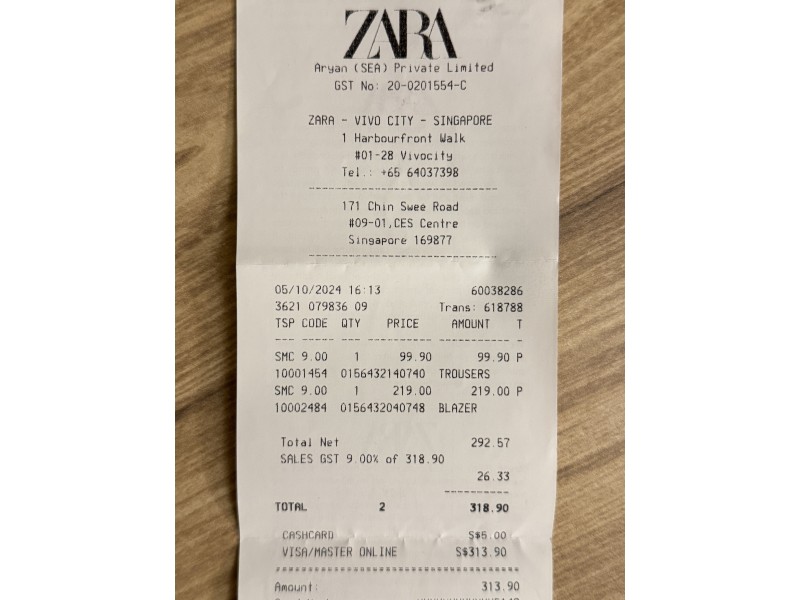 ZARA
Aryan (SEA) Private Limited
GST No: 20-0201554-C
ZARA - VIVO CITY - SINGAPORE
1 Harbourfront Walk
#01-28 Vivocity
Tel.: +65 64037398
--------------------------------
171 Chin Swee Road
#09-01,CES Centre
Singapore 169877
--------------------------------
05/10/2024 16:13 60038286
3621 079836 09 Trans: 618788
TSP CODE QTY PRICE AMOUNT T
--- ---- --- ----------- ----------- -
SMC 9.00 1 99.90 99.90 P
10001454 0156432140740 TROUSERS
SMC 9.00 1 219.00 219.00 P
10002484 0156432040748 BLAZER
Total Net 292.57
SALES GST 9.00% of 318.90
26.33
-----------
TOTAL 2 318.90
CASHCARD S$5.00
VISA/MASTER ONLINE S$313.90
****************************************
Amount: 313.90